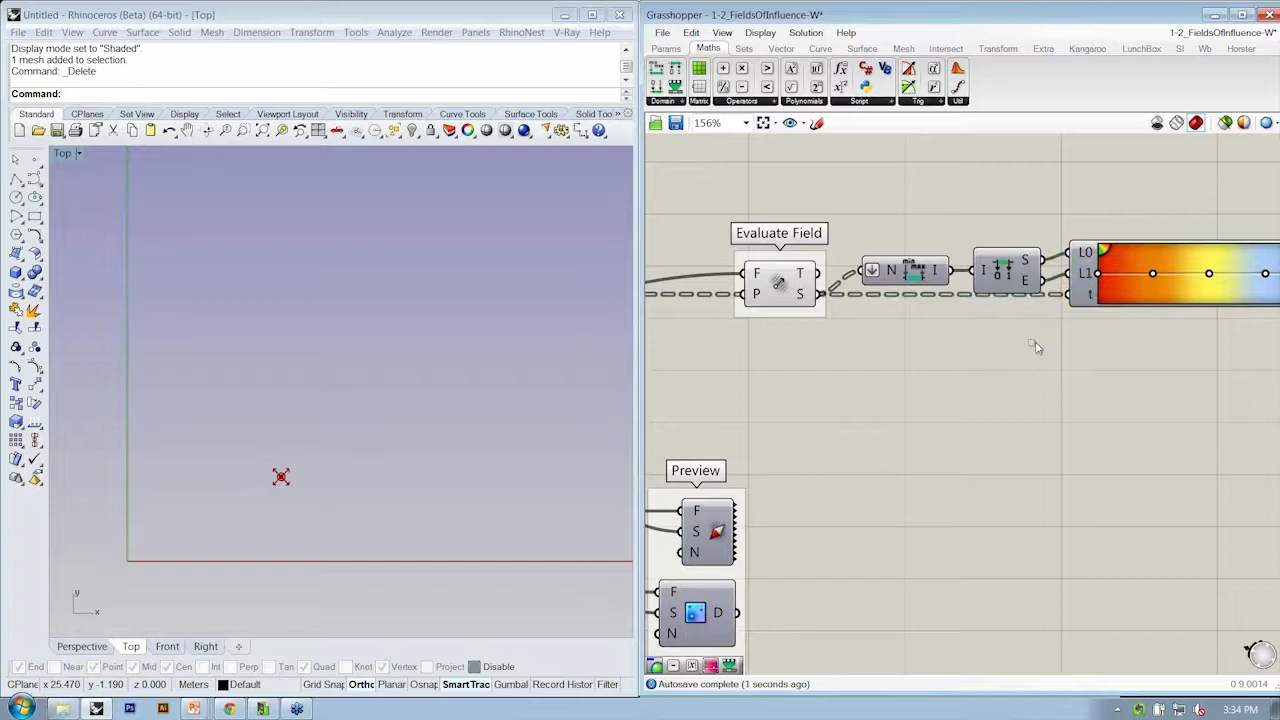 Untitled - Rhinoceros (Beta) (64-bit) - [Top]
File Edit View Curve Surface Solid Mesh Dimension Transform Tools Analyze Render RhinoNest V-Ray Help
Display mode set to "Shaded".
1 mesh added to selection.
Command: _Delete
Command:
Standard CPlanes Set View Display Select Viewport Layout Visibility Transform Curve Tools Surface Tools Solid Too »
Top
y
x
Perspective Top Front Right
End Near Point Mid Cen Int Perp Tan Quad Knot Vertex Project Disable
CPlane x 25.470 y -1.190 z 0.000 Meters Default Grid Snap Ortho Planar Osnap SmartTrac Gumbal Record Histor Filter
Grasshopper - 1-2_FieldsOfInfluence-W*
File Edit View Display Solution Help
1-2_FieldsOfInfluence-W*
Params Maths Sets Vector Curve Surface Mesh Intersect Transform Extra Kangaroo LunchBox SI Wb Horster
Domain Matrix Operators Polynomials Script Trig Util
156%
Evaluate Field
F T
P S
N min max I
I 0 1 S
E
L0
L1
t
Preview
F
S
N
F
S D
N
Autosave complete (1 seconds ago)
0.9.0014
3:34 PM